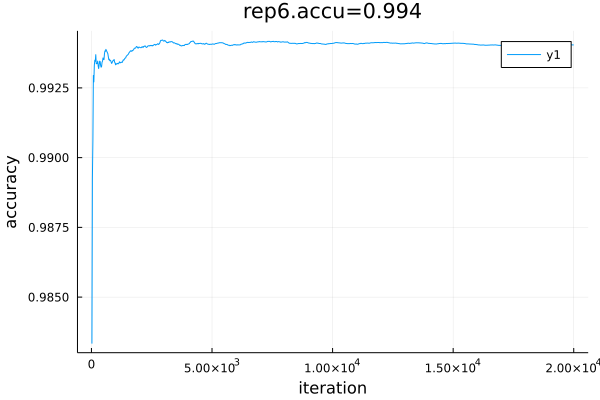 rep6.accu=0.994
y1
accuracy
0.9925
0.9900
0.9875
0.9850
0 5.00×10³ 1.00×10⁴ 1.50×10⁴ 2.00×10⁴
iteration